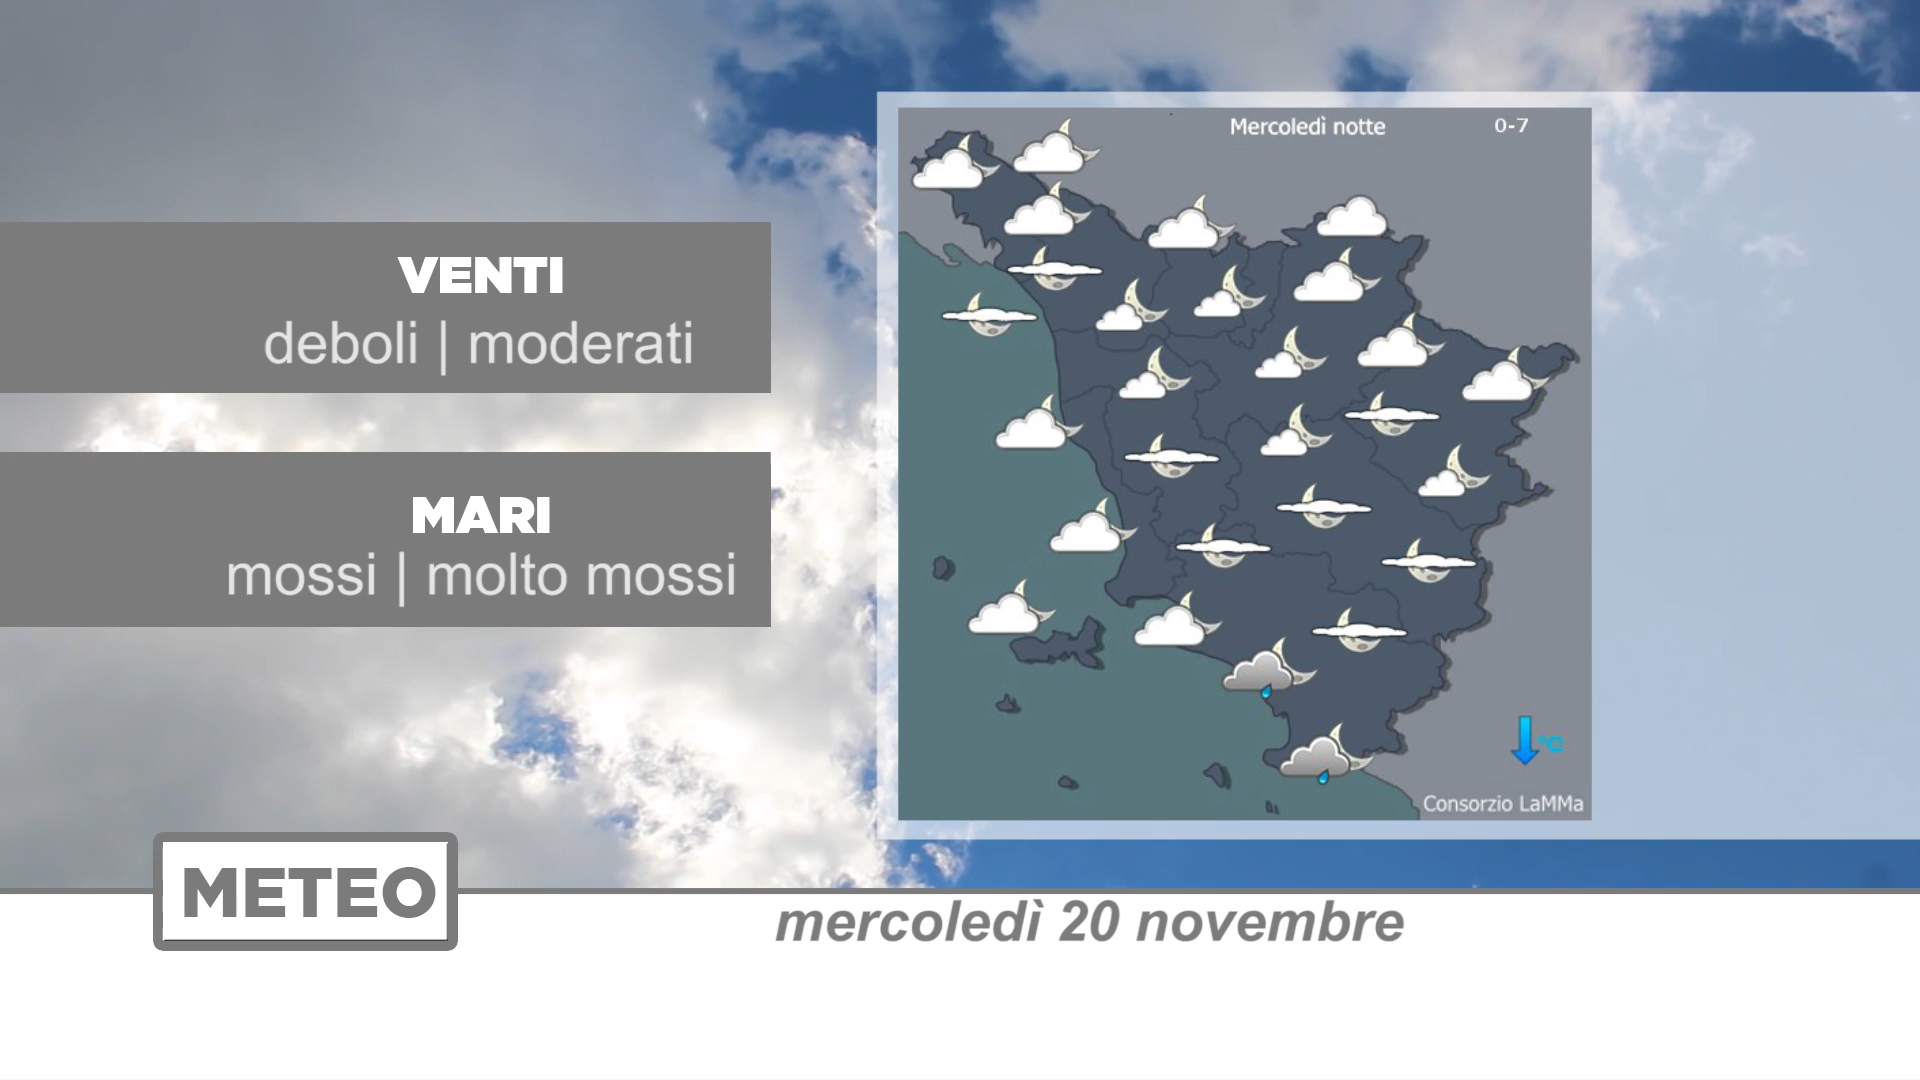 VENTI
deboli | moderati
MARI
mossi | molto mossi
Mercoledì notte 0-7
°C
Consorzio LaMMa
METEO
mercoledì 20 novembre